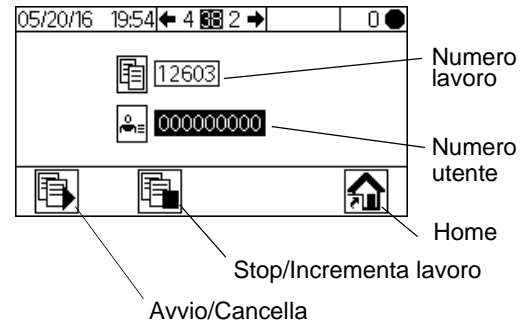 05/20/16 19:54 4 38 2 0
12603
Numero
lavoro
000000000
Numero
utente
Home
Stop/Incrementa lavoro
Avvio/Cancella